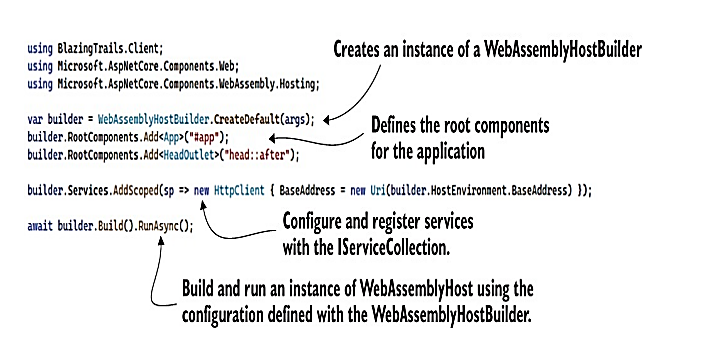 using BlazingTrails.Client;
using Microsoft.AspNetCore.Components.Web;
using Microsoft.AspNetCore.Components.WebAssembly.Hosting;
Creates an instance of a WebAssemblyHostBuilder
var builder = WebAssemblyHostBuilder.CreateDefault(args);
builder.RootComponents.Add<App>("#app");
builder.RootComponents.Add<HeadOutlet>("head::after");
Defines the root components
for the application
builder.Services.AddScoped(sp => new HttpClient { BaseAddress = new Uri(builder.HostEnvironment.BaseAddress) });
Configure and register services
with the IServiceCollection.
await builder.Build().RunAsync();
Build and run an instance of WebAssemblyHost using the
configuration defined with the WebAssemblyHostBuilder.